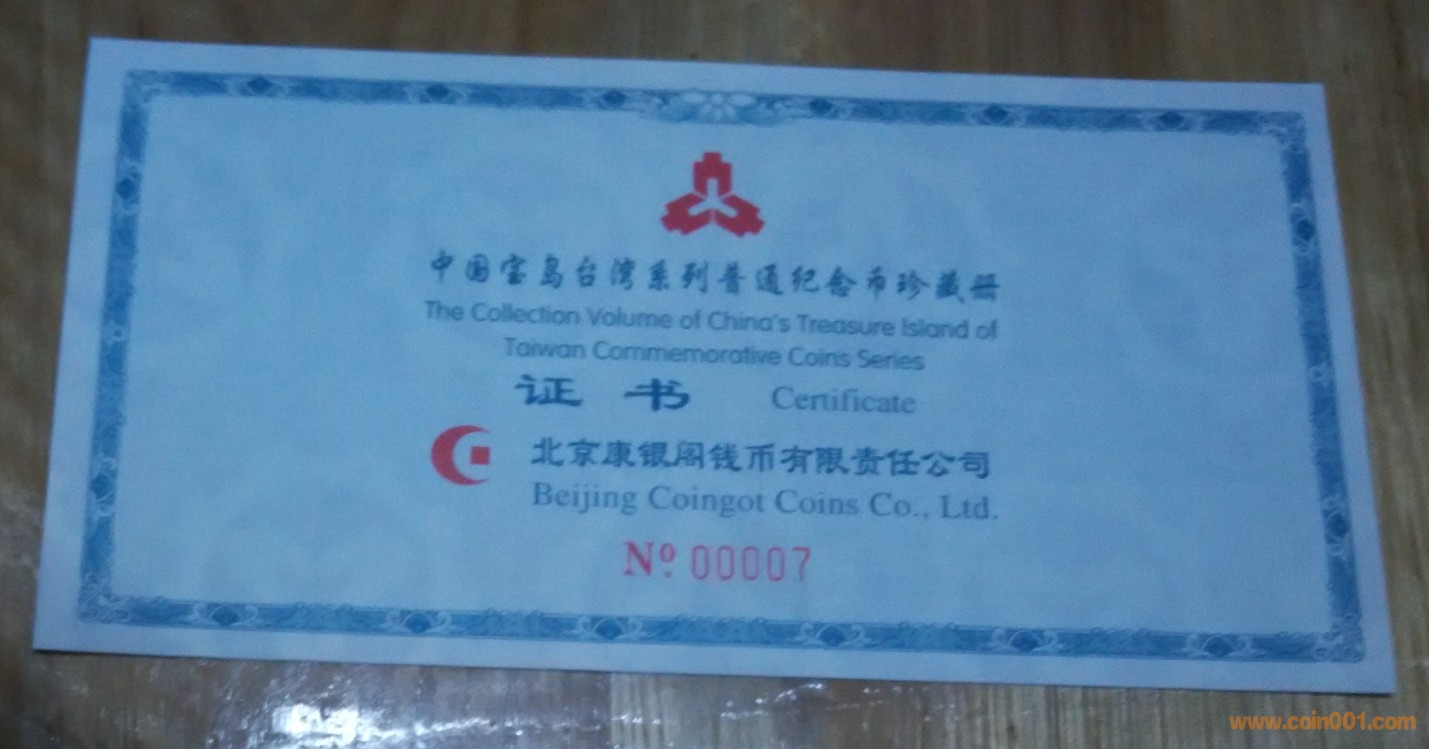 中国宝岛台湾系列普通纪念币珍藏册
The Collection Volume of China's Treasure Island of
Taiwan Commemorative Coins Series
证 书 Certificate
北京康银阁钱币有限责任公司
Beijing Coingot Coins Co., Ltd.
Nº 00007
www.coin001.com